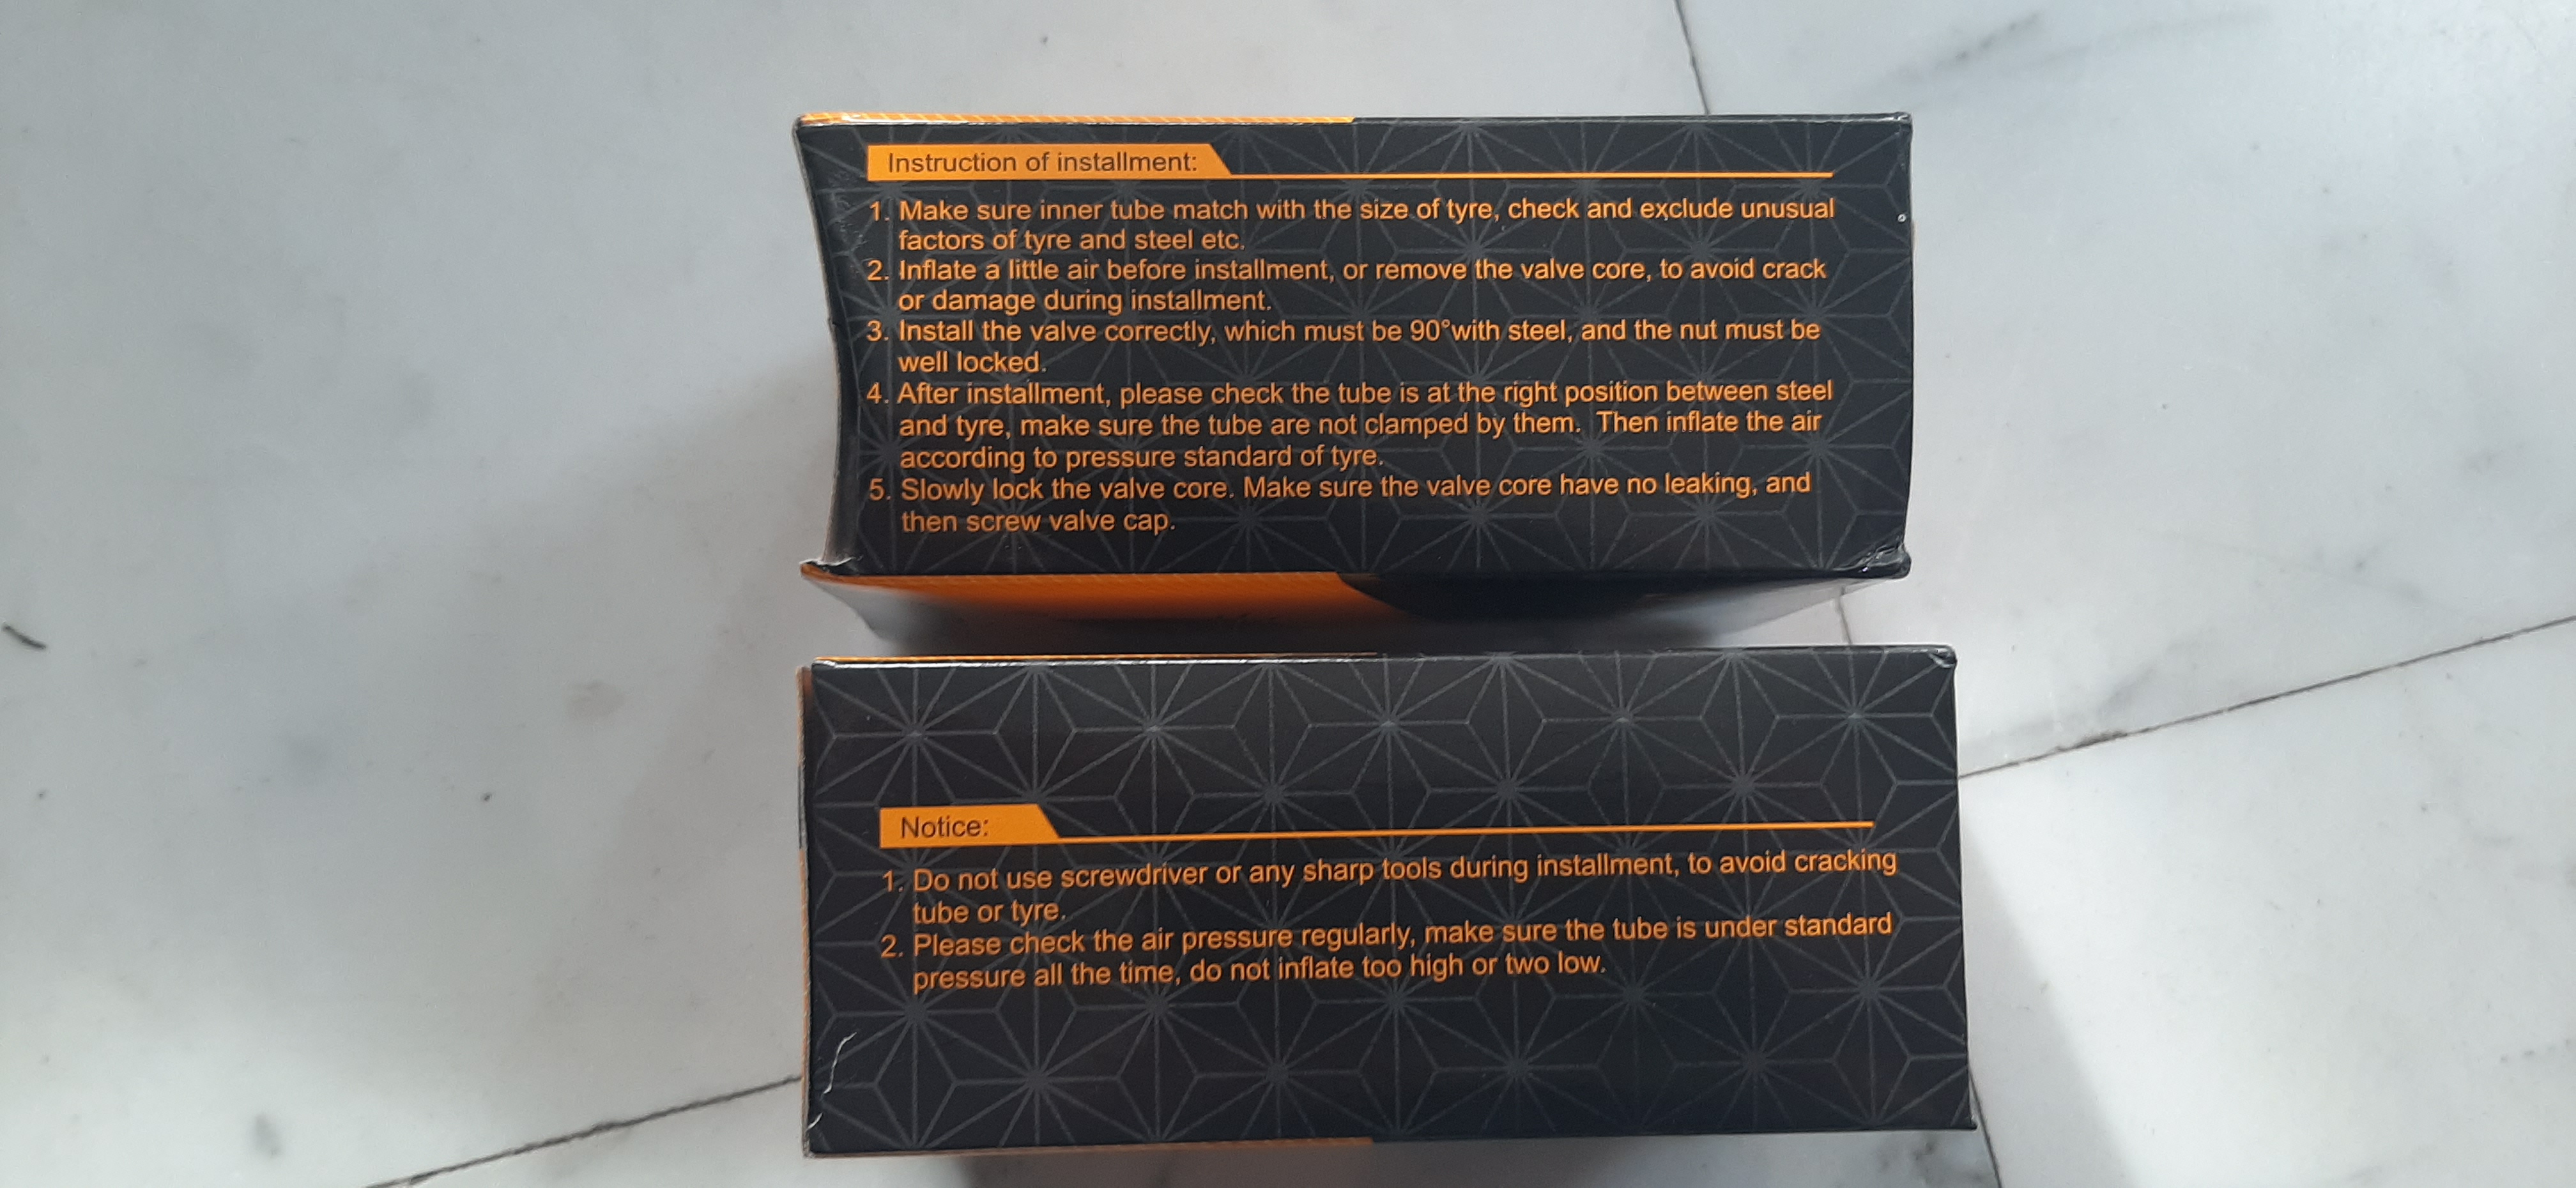 Instruction of installment:
1. Make sure inner tube match with the size of tyre, check and exclude unusual
factors of tyre and steel etc.
2. Inflate a little air before installment, or remove the valve core, to avoid crack
or damage during installment.
3. Install the valve correctly, which must be 90°with steel, and the nut must be
well locked.
4. After installment, please check the tube is at the right position between steel
and tyre, make sure the tube are not clamped by them. Then inflate the air
according to pressure standard of tyre.
5. Slowly lock the valve core. Make sure the valve core have no leaking, and
then screw valve cap.
Notice:
1. Do not use screwdriver or any sharp tools during installment, to avoid cracking
tube or tyre.
2. Please check the air pressure regularly, make sure the tube is under standard
pressure all the time, do not inflate too high or two low.